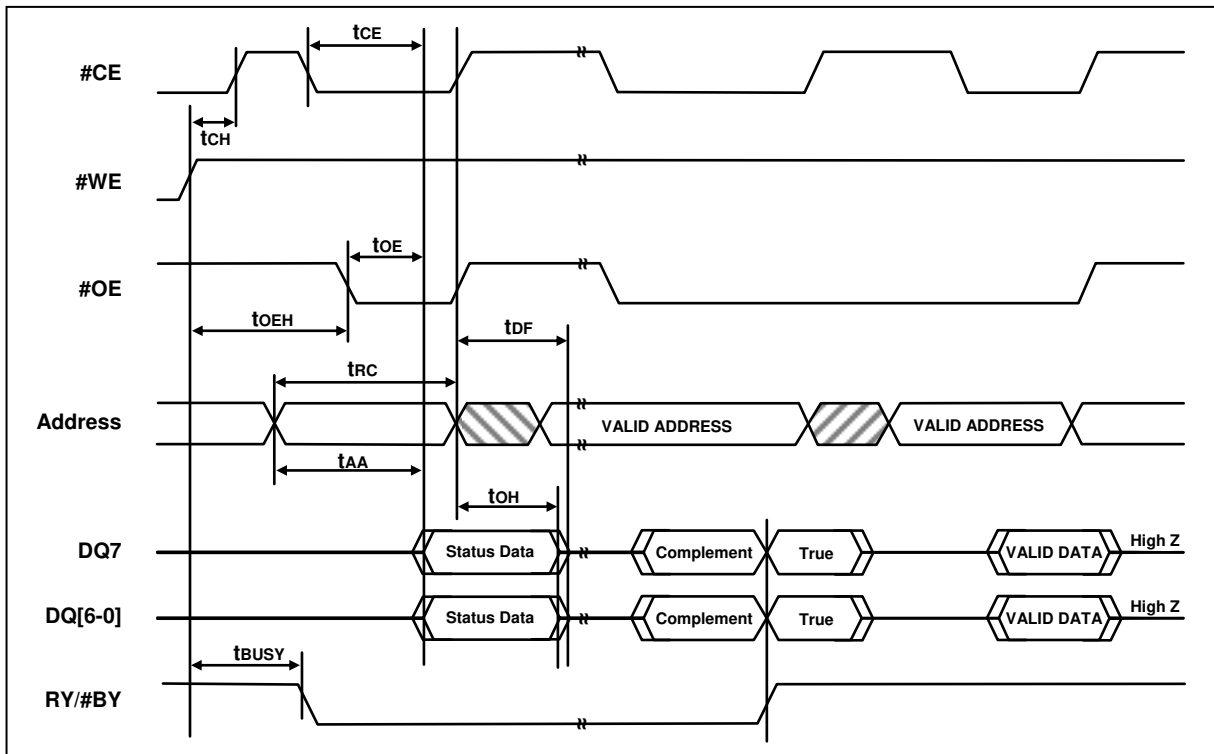 tCE
#CE
tCH
#WE
tOE
#OE
tOEH
tDF
tRC
Address
VALID ADDRESS
VALID ADDRESS
tAA
tOH
DQ7
Status Data
Complement
True
VALID DATA
High Z
DQ[6-0]
Status Data
Complement
True
VALID DATA
High Z
tBUSY
RY/#BY